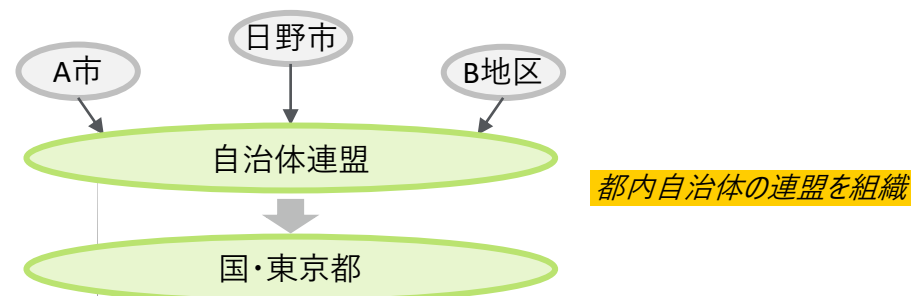 日野市
A市
B地区
自治体連盟
都内自治体の連盟を組織
国・東京都